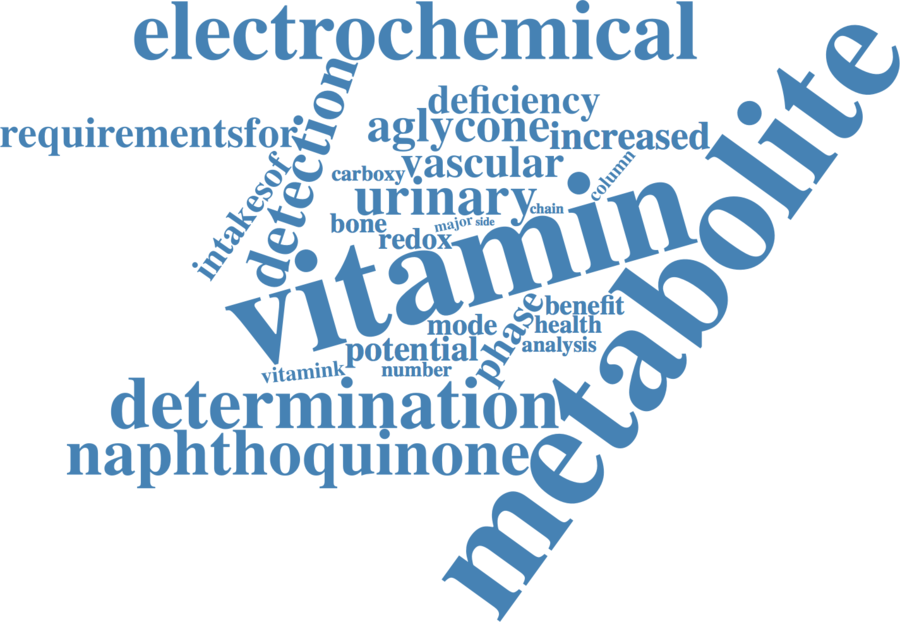 electrochemical
metabolite
detection
deficiency
requirementsfor
aglycone
increased
vascular
carboxy
column
intakesof
urinary
chain
vitamin
bone
major
side
redox
phase
benefit
mode
health
potential
analysis
vitamink
number
determination
naphthoquinone